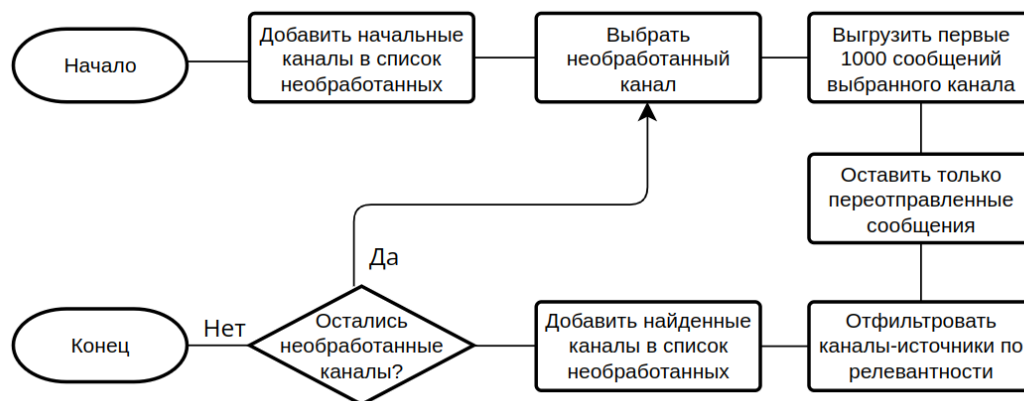 Начало
Добавить начальные
каналы в список
необработанных
Выбрать
необработанный
канал
Выгрузить первые
1000 сообщений
выбранного канала
Оставить только
переотправленные
сообщения
Отфильтровать
каналы-источники по
релевантности
Добавить найденные
каналы в список
необработанных
Остались
необработанные
каналы?
Да
Нет
Конец